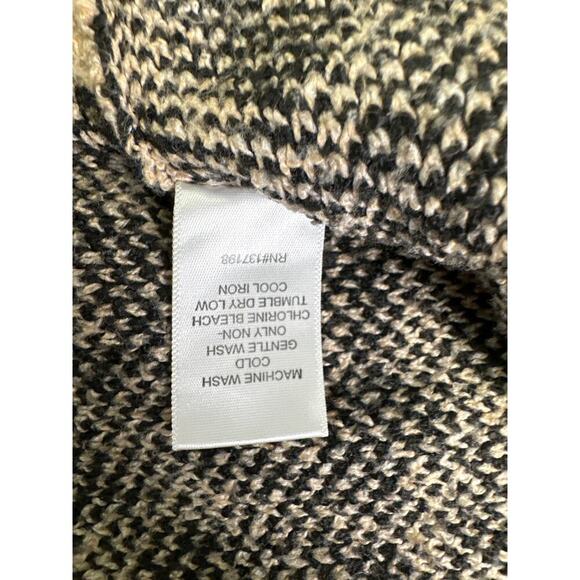 MACHINE WASH
COLD
GENTLE WASH
ONLY NON-
CHLORINE BLEACH
TUMBLE DRY LOW
COOL IRON
RN#137198